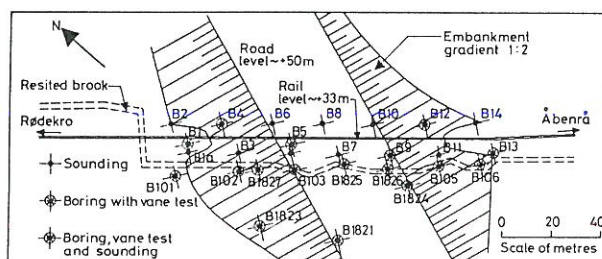 N
Road
level~+50m
Embankment
gradient 1:2
Resited brook
Rail
level~+33m
Rødekro
Åbenrå
B2
B4
B6
B8
B10
B12
B14
B1
B5
B1a
B3
B7
B9
B11
B13
B101
B102
B1827
B103
B1825
B1826
B105
B106
B1824
B1823
B1821
Sounding
Boring with vane test
Boring, vane test
and sounding
0 20 40
Scale of metres